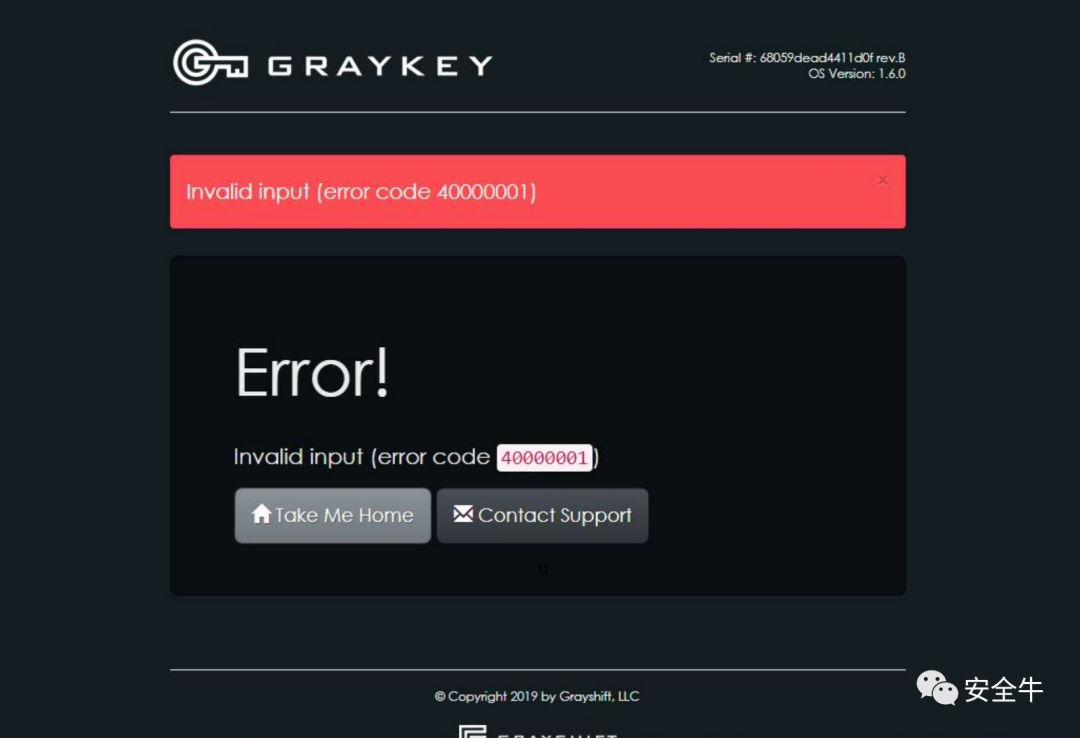 GRAYKEY
Serial #: 68059dead4411d0f rev.B
OS Version: 1.6.0
Invalid input (error code 40000001)
×
Error!
Invalid input (error code 40000001)
Take Me Home
Contact Support
© Copyright 2019 by Grayshift, LLC
安全牛
GRAYSHIFT